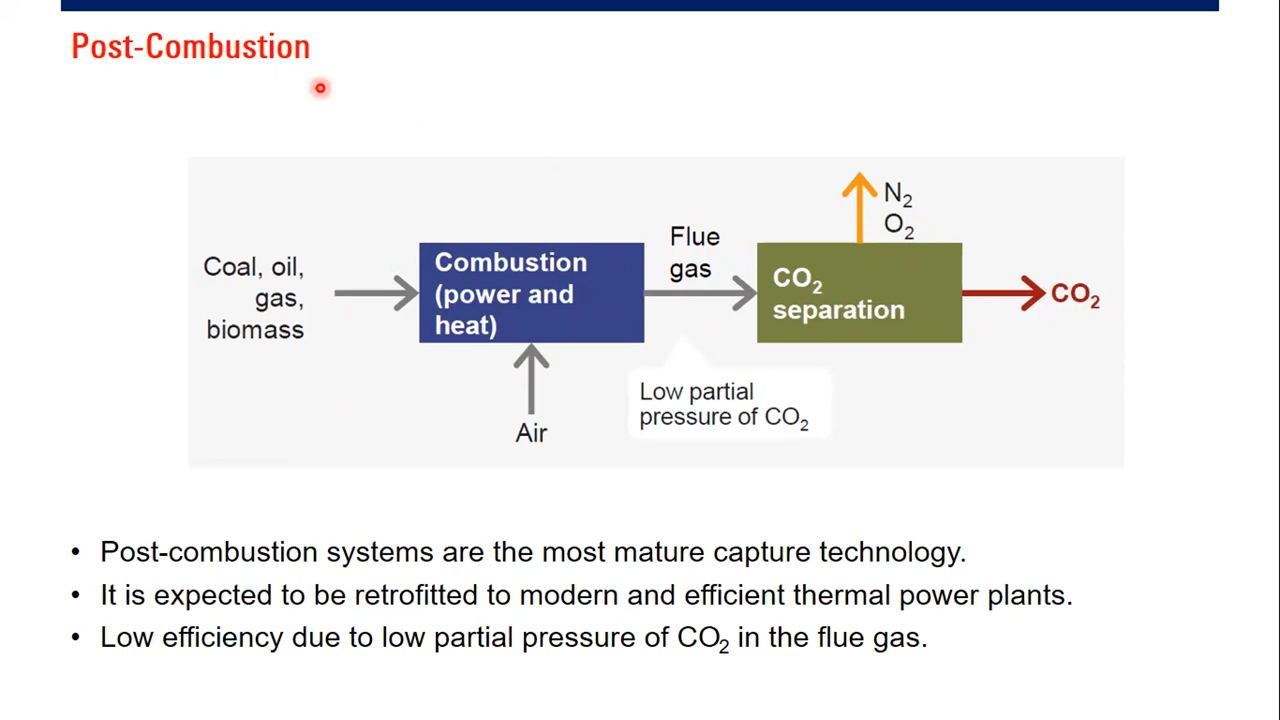 Post-Combustion
N₂
O₂
Flue
gas
Coal, oil,
gas,
biomass
Combustion
(power and
heat)
CO₂
separation
CO₂
Low partial
pressure of CO₂
Air
• Post-combustion systems are the most mature capture technology.
• It is expected to be retrofitted to modern and efficient thermal power plants.
• Low efficiency due to low partial pressure of CO₂ in the flue gas.